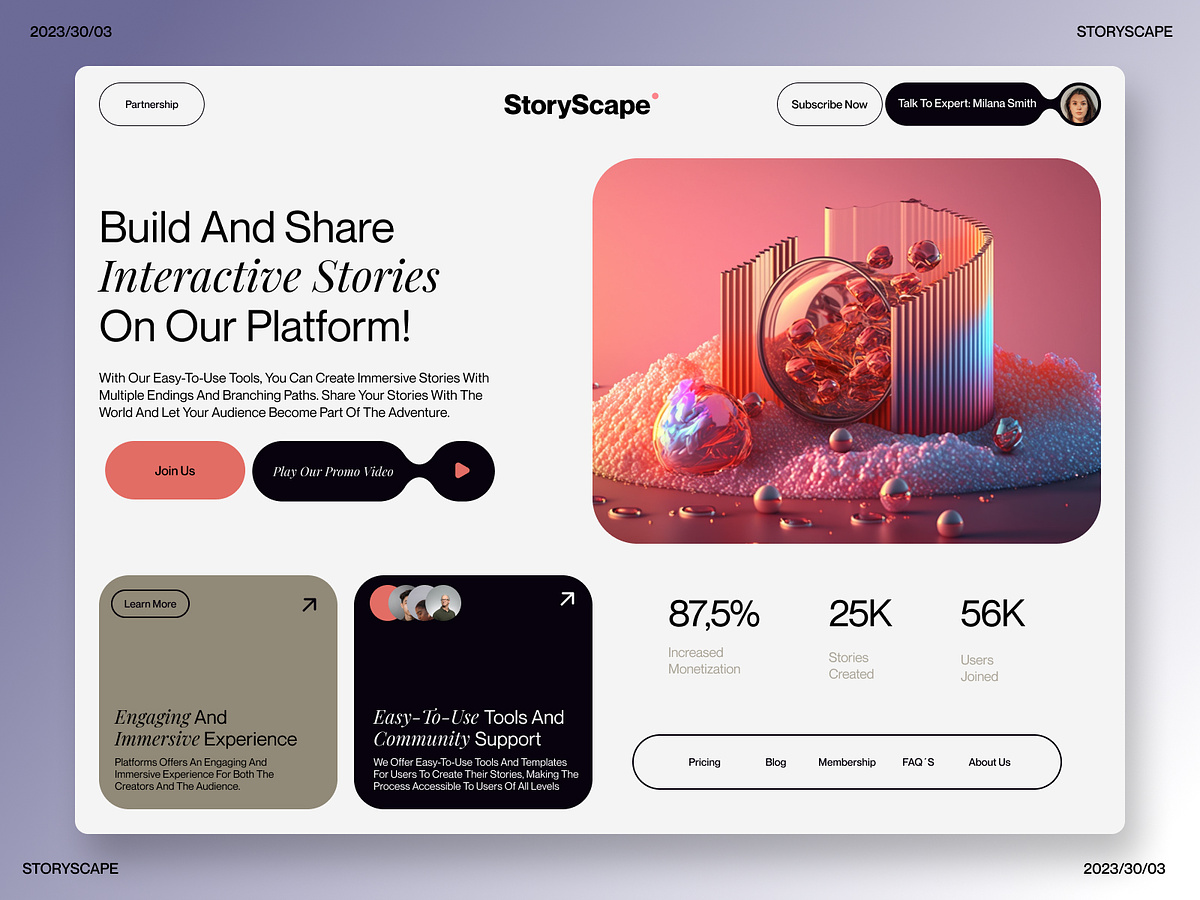 2023/30/03
STORYSCAPE
Partnership
StoryScape
Subscribe Now
Talk To Expert: Milana Smith
Build And Share
Interactive Stories
On Our Platform!
With Our Easy-To-Use Tools, You Can Create Immersive Stories With
Multiple Endings And Branching Paths. Share Your Stories With The
World And Let Your Audience Become Part Of The Adventure.
Join Us
Play Our Promo Video
Learn More
Engaging And
Immersive Experience
Platforms Offers An Engaging And
Immersive Experience For Both The
Creators And The Audience.
Easy-To-Use Tools And
Community Support
We Offer Easy-To-Use Tools And Templates
For Users To Create Their Stories, Making The
Process Accessible To Users Of All Levels
87,5%
Increased
Monetization
25K
Stories
Created
56K
Users
Joined
Pricing
Blog
Membership
FAQ´S
About Us
STORYSCAPE
2023/30/03